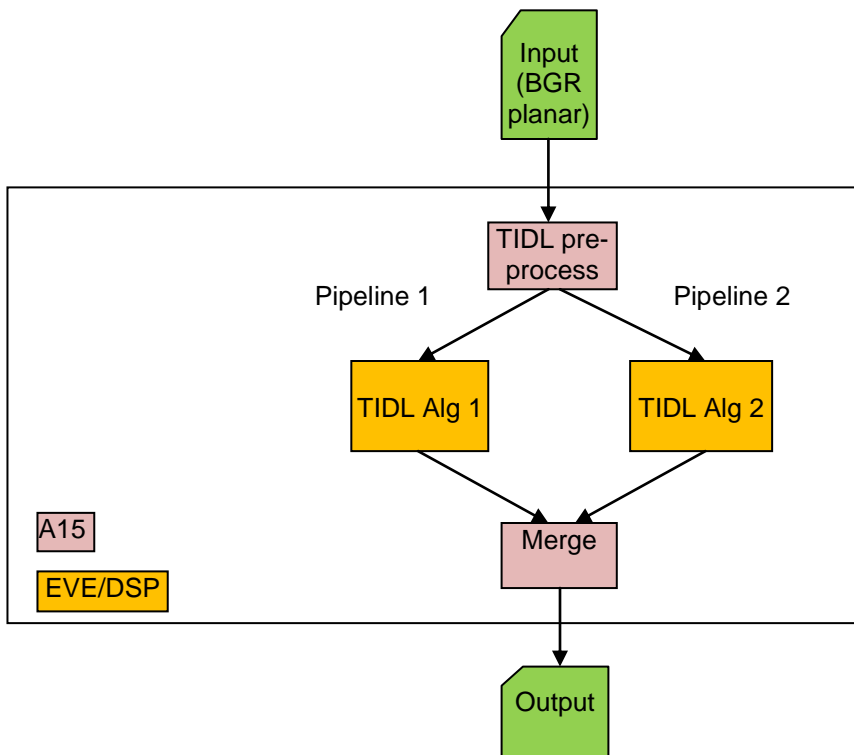 Input
(BGR
planar)
TIDL pre-
process
Pipeline 1
Pipeline 2
TIDL Alg 1
TIDL Alg 2
A15
Merge
EVE/DSP
Output